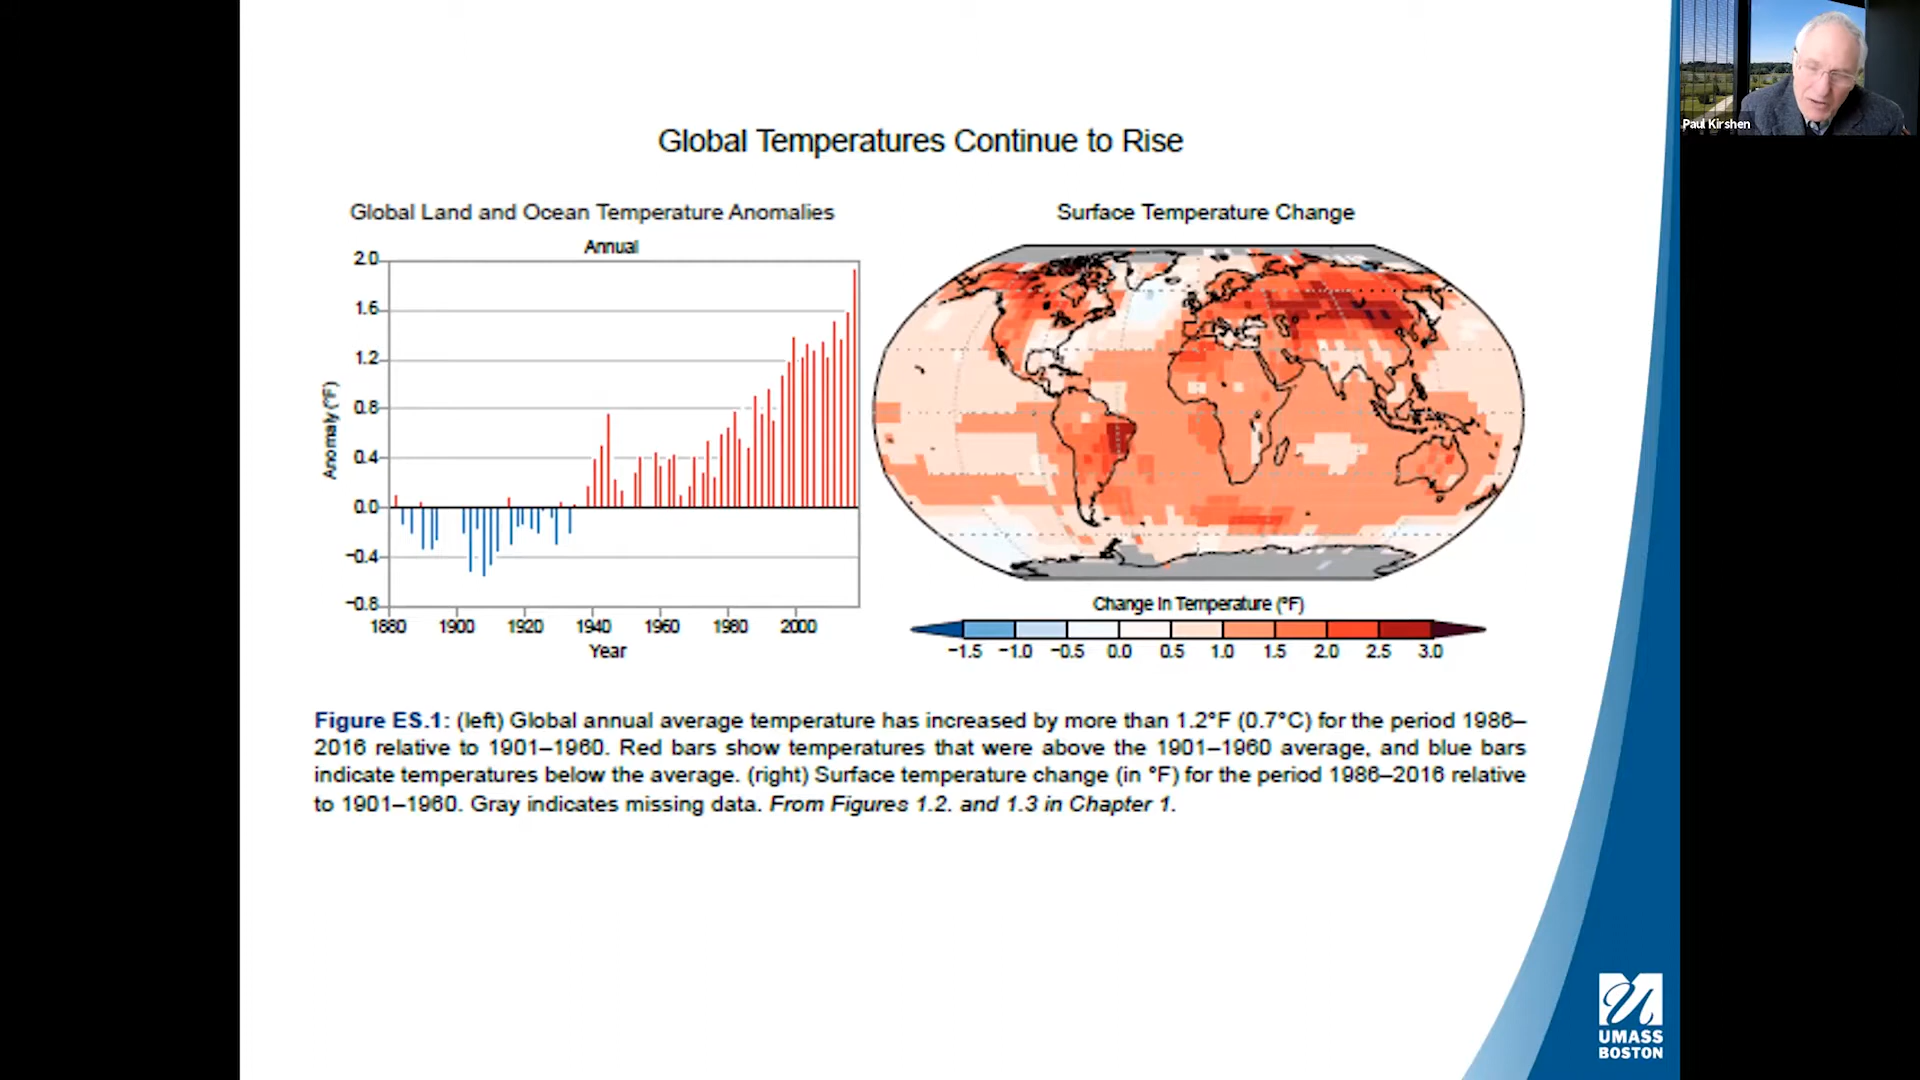 Paul Kirshen
Global Temperatures Continue to Rise
Global Land and Ocean Temperature Anomalies
Annual
2.0
1.6
1.2
0.8
0.4
0.0
−0.4
−0.8
Anomaly (°F)
1880 1900 1920 1940 1960 1980 2000
Year
Surface Temperature Change
Change In Temperature (°F)
−1.5 −1.0 −0.5 0.0 0.5 1.0 1.5 2.0 2.5 3.0
Figure ES.1: (left) Global annual average temperature has increased by more than 1.2°F (0.7°C) for the period 1986–
2016 relative to 1901–1960. Red bars show temperatures that were above the 1901–1960 average, and blue bars
indicate temperatures below the average. (right) Surface temperature change (in °F) for the period 1986–2016 relative
to 1901–1960. Gray indicates missing data. From Figures 1.2. and 1.3 in Chapter 1.
UMASS
BOSTON